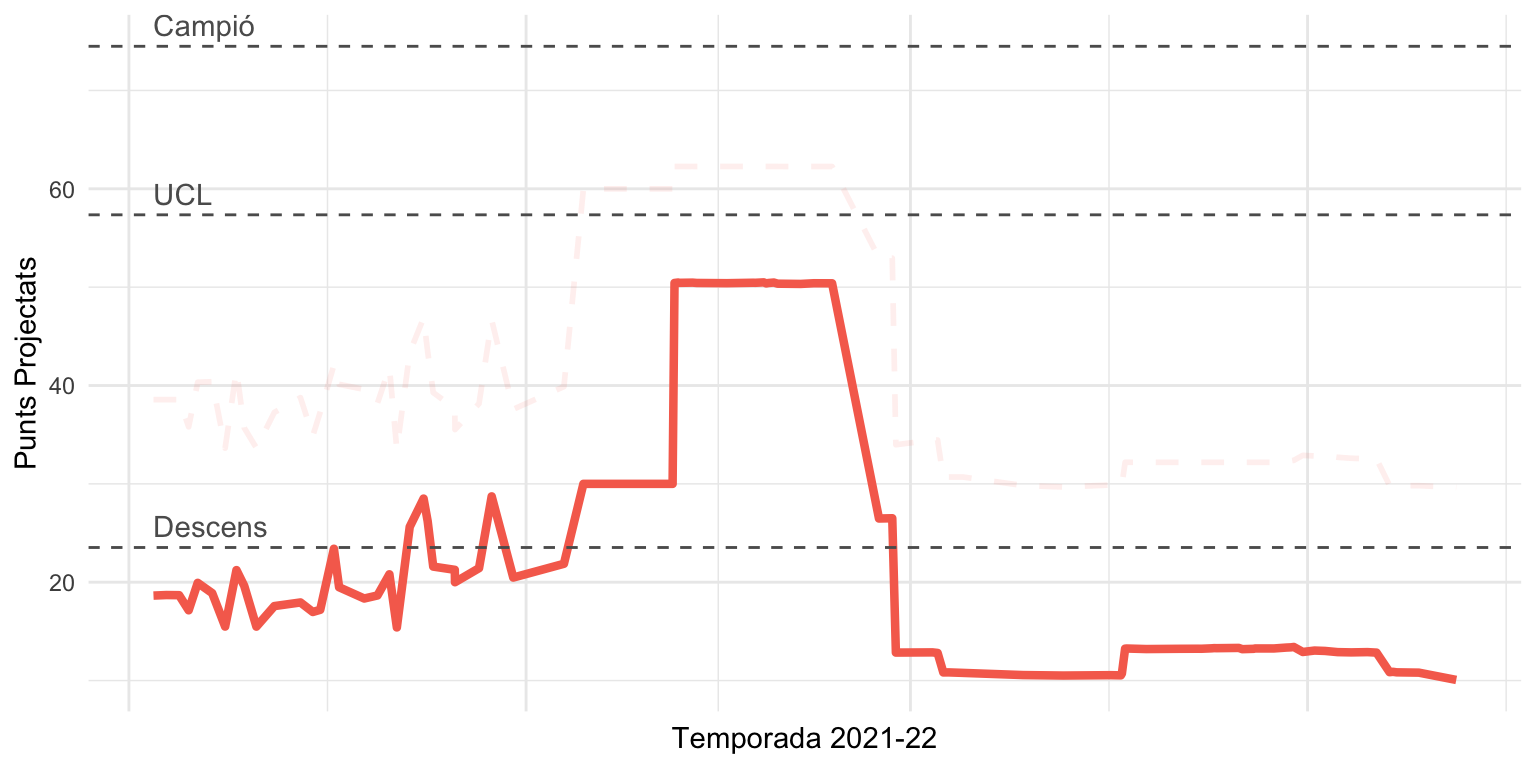 Campió
60
UCL
40
Punts Projectats
Descens
20
Temporada 2021-22